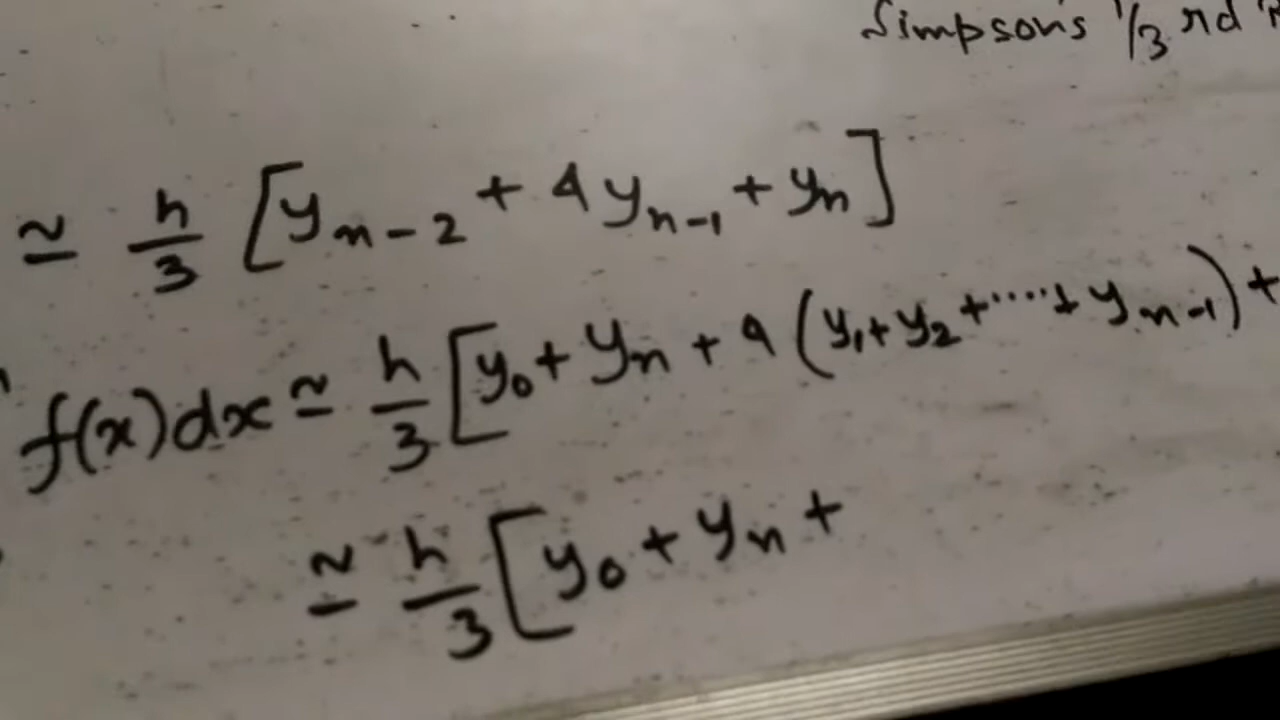 Simpson's 1/3 rd
≃ h/3 [y_{n-2} + 4y_{n-1} + y_n]
f(x)dx ≃ h/3 [y_0 + y_n + 4 (y_1 + y_2 + ..... + y_{n-1}) +
≃ h/3 [y_0 + y_n +